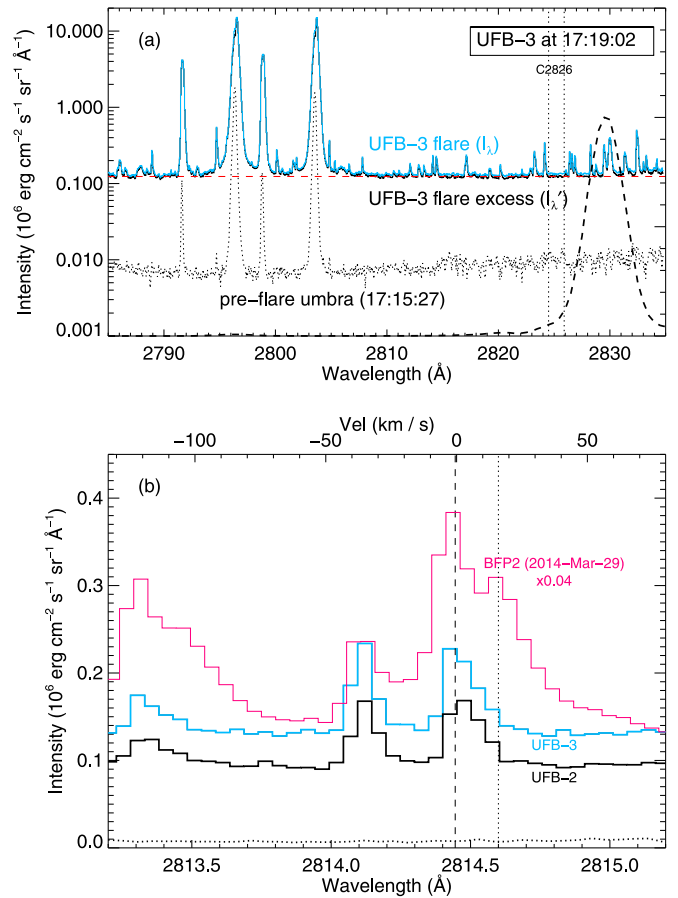 (a)
UFB−3 at 17:19:02
C2826
UFB−3 flare (Iλ)
UFB−3 flare excess (Iλ′)
pre−flare umbra (17:15:27)
10.000
1.000
0.100
0.010
0.001
Intensity (10⁶ erg cm⁻² s⁻¹ sr⁻¹ Å⁻¹)
2790 2800 2810 2820 2830
Wavelength (Å)
Vel (km / s)
−100 −50 0 50
(b)
BFP2 (2014−Mar−29)
x0.04
UFB−3
UFB−2
0.4
0.3
0.2
0.1
0.0
Intensity (10⁶ erg cm⁻² s⁻¹ sr⁻¹ Å⁻¹)
2813.5 2814.0 2814.5 2815.0
Wavelength (Å)